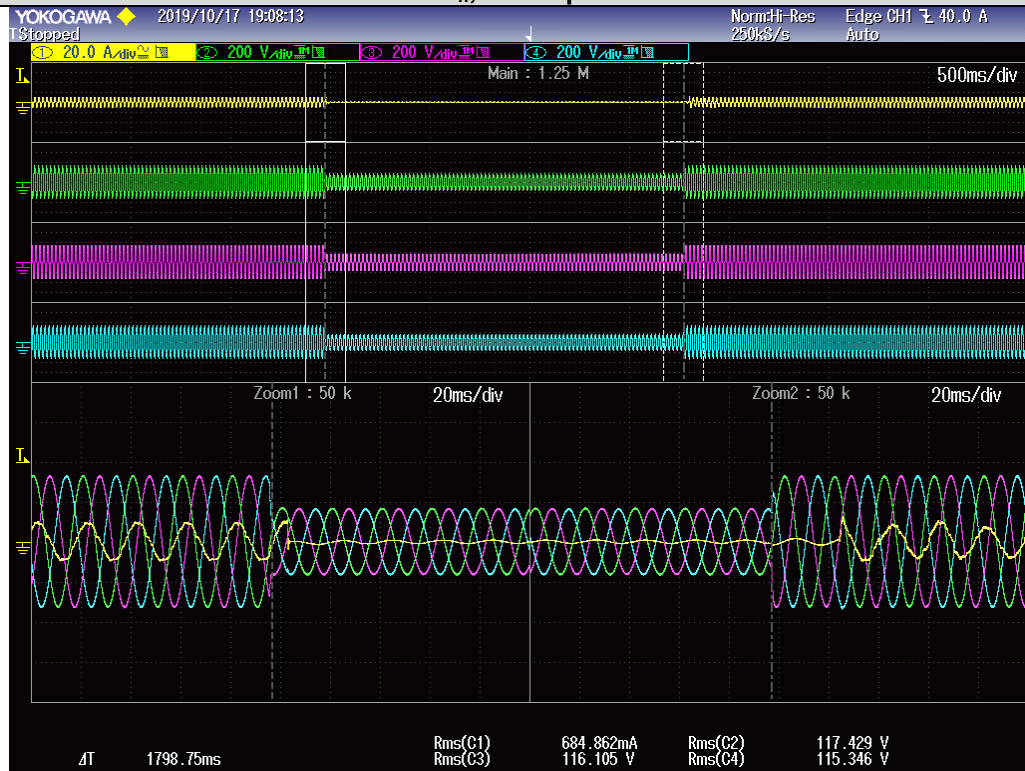 YOKOGAWA 2019/10/17 19:08:13 Norm:Hi-Res Edge CH1 40.0 A
Stopped 250kS/s Auto
1 20.0 A/div 2 200 V/div 1M 3 200 V/div 1M 4 200 V/div 1M
Main : 1.25 M 500ms/div
Zoom1 : 50 k 20ms/div Zoom2 : 50 k 20ms/div
Rms(C1) 684.862mA Rms(C2) 117.429 V
ΔT 1798.75ms Rms(C3) 116.105 V Rms(C4) 115.346 V